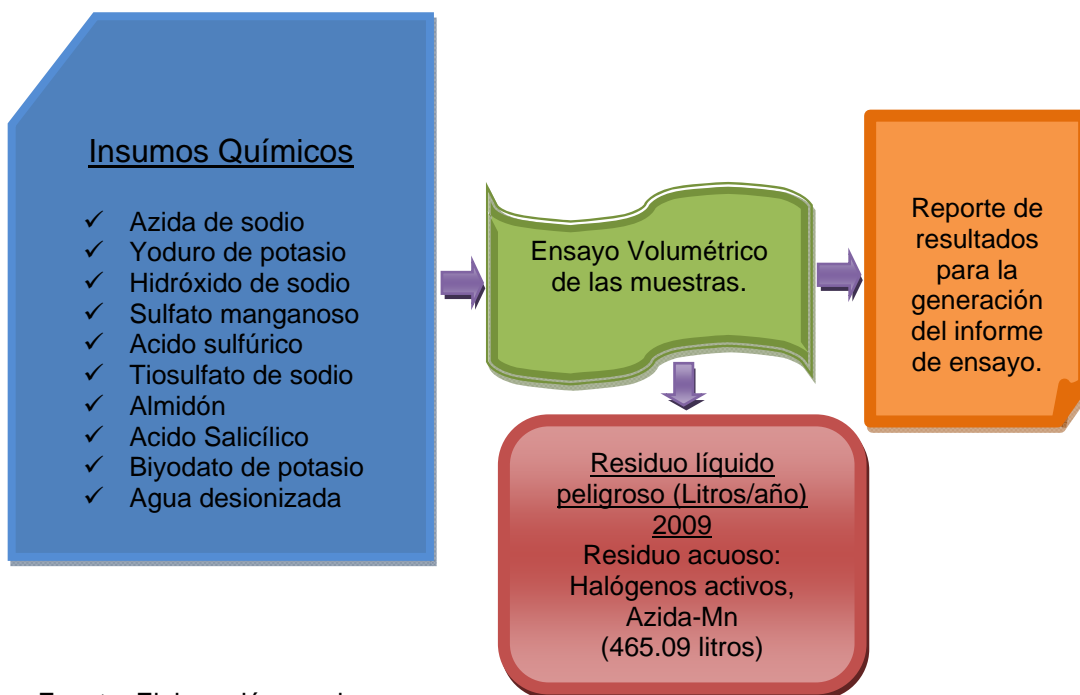 Insumos Químicos
✓ Azida de sodio
✓ Yoduro de potasio
✓ Hidróxido de sodio
✓ Sulfato manganoso
✓ Acido sulfúrico
✓ Tiosulfato de sodio
✓ Almidón
✓ Acido Salicílico
✓ Biyodato de potasio
✓ Agua desionizada
Ensayo Volumétrico
de las muestras.
Reporte de
resultados
para la
generación
del informe
de ensayo.
Residuo líquido
peligroso (Litros/año)
2009
Residuo acuoso:
Halógenos activos,
Azida-Mn
(465.09 litros)